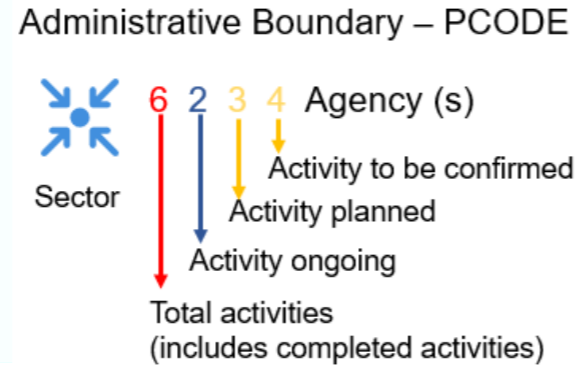 Administrative Boundary – PCODE
6 2 3 4 Agency (s)
Activity to be confirmed
Sector
Activity planned
Activity ongoing
Total activities
(includes completed activities)